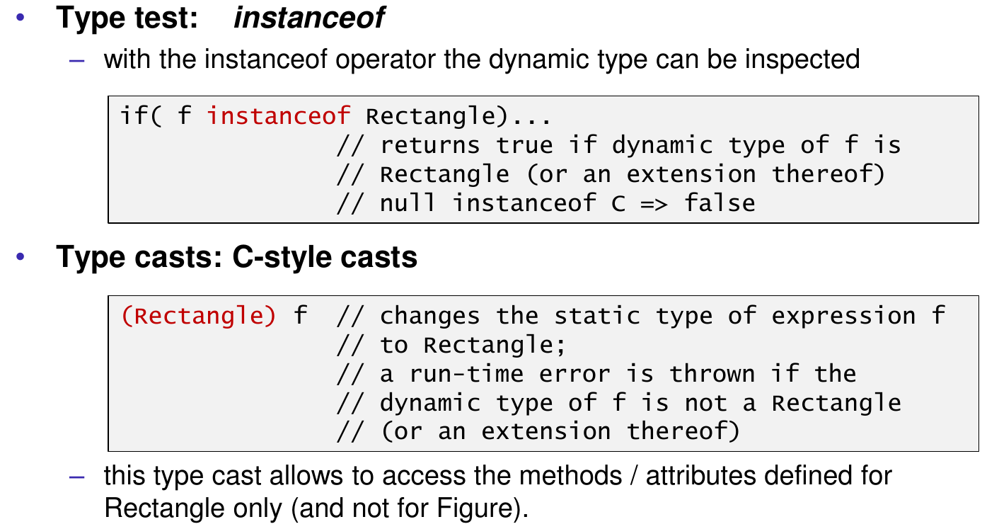 • Type test: instanceof
– with the instanceof operator the dynamic type can be inspected
if( f instanceof Rectangle)...
// returns true if dynamic type of f is
// Rectangle (or an extension thereof)
// null instanceof C => false
• Type casts: C-style casts
(Rectangle) f // changes the static type of expression f
// to Rectangle;
// a run-time error is thrown if the
// dynamic type of f is not a Rectangle
// (or an extension thereof)
– this type cast allows to access the methods / attributes defined for
Rectangle only (and not for Figure).